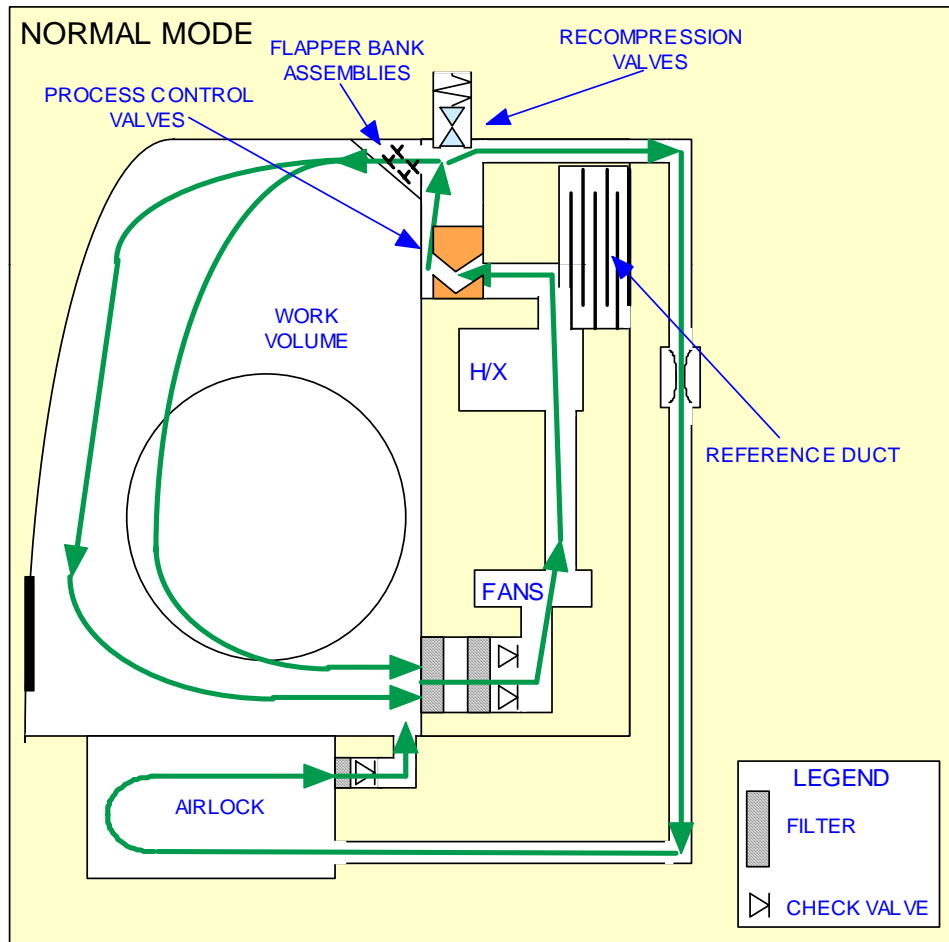 NORMAL MODE
FLAPPER BANK
ASSEMBLIES
RECOMPRESSION
VALVES
PROCESS CONTROL
VALVES
WORK
VOLUME
H/X
REFERENCE DUCT
FANS
AIRLOCK
LEGEND
FILTER
CHECK VALVE